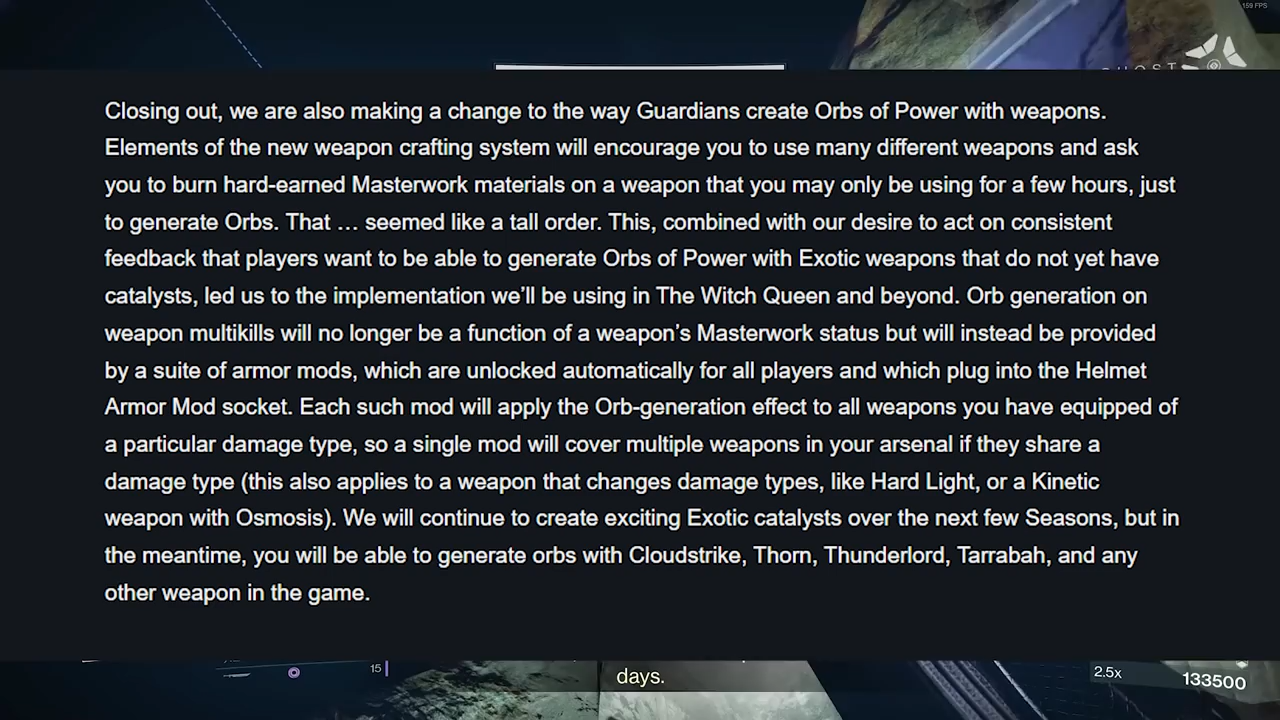 159 FPS
GHOST
Closing out, we are also making a change to the way Guardians create Orbs of Power with weapons.
Elements of the new weapon crafting system will encourage you to use many different weapons and ask
you to burn hard-earned Masterwork materials on a weapon that you may only be using for a few hours, just
to generate Orbs. That … seemed like a tall order. This, combined with our desire to act on consistent
feedback that players want to be able to generate Orbs of Power with Exotic weapons that do not yet have
catalysts, led us to the implementation we’ll be using in The Witch Queen and beyond. Orb generation on
weapon multikills will no longer be a function of a weapon’s Masterwork status but will instead be provided
by a suite of armor mods, which are unlocked automatically for all players and which plug into the Helmet
Armor Mod socket. Each such mod will apply the Orb-generation effect to all weapons you have equipped of
a particular damage type, so a single mod will cover multiple weapons in your arsenal if they share a
damage type (this also applies to a weapon that changes damage types, like Hard Light, or a Kinetic
weapon with Osmosis). We will continue to create exciting Exotic catalysts over the next few Seasons, but in
the meantime, you will be able to generate orbs with Cloudstrike, Thorn, Thunderlord, Tarrabah, and any
other weapon in the game.
15
days.
2.5x
133500